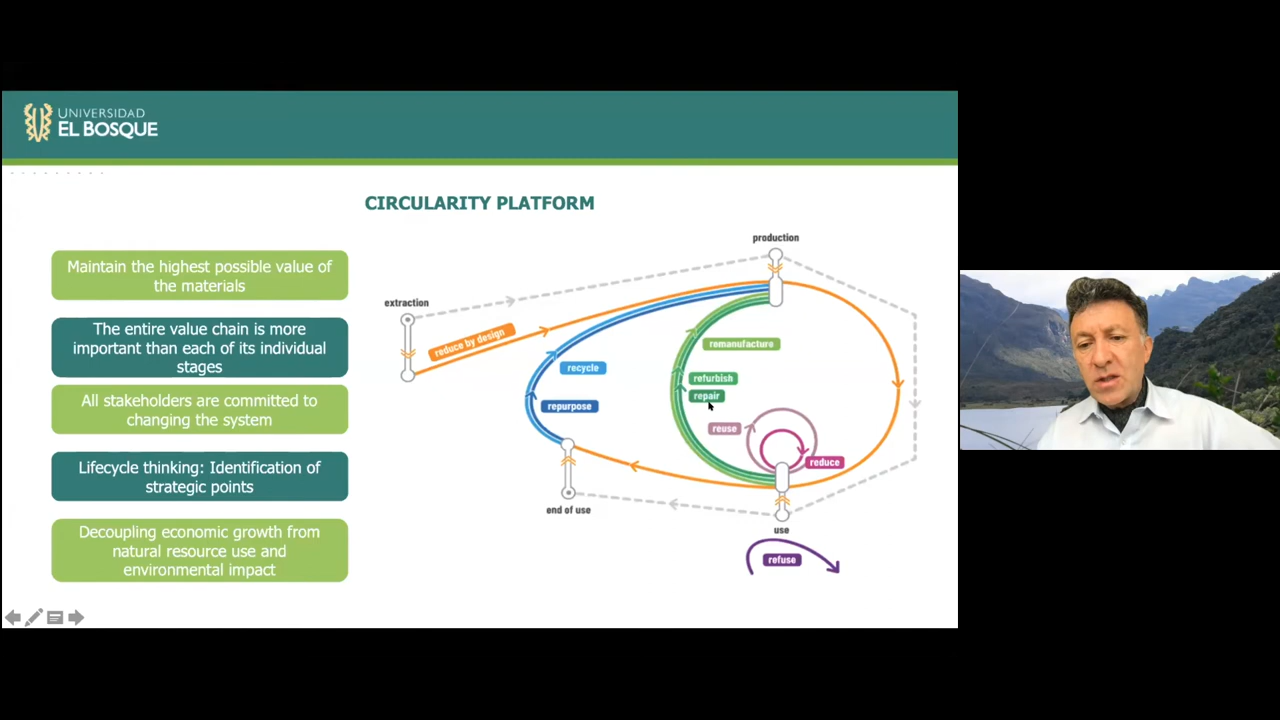 UNIVERSIDAD
EL BOSQUE
CIRCULARITY PLATFORM
Maintain the highest possible value of
the materials
The entire value chain is more
important than each of its individual
stages
All stakeholders are committed to
changing the system
Lifecycle thinking: Identification of
strategic points
Decoupling economic growth from
natural resource use and
environmental impact
production
extraction
reduce by design
remanufacture
recycle
refurbish
repair
repurpose
reuse
reduce
end of use
use
refuse